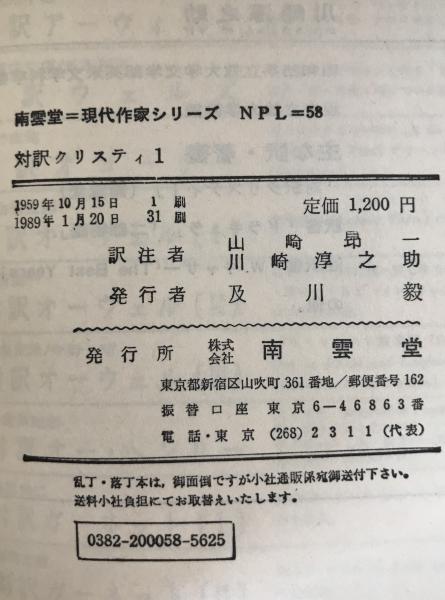 南雲堂=現代作家シリーズ NPL=58
対訳クリスティ1
1959年10月15日 1刷
1989年1月20日 31刷
定価 1,200円
訳注者 山崎昻一
川崎淳之助
発行者 及川毅
発行所 株式会社 南雲堂
東京都新宿区山吹町361番地/郵便番号162
振替口座 東京6-46863番
電話・東京 (268)2311(代表)
乱丁・落丁本は,御面倒ですが小社通販係宛御送付下さい。
送料小社負担にてお取替えいたします。
0382-200058-5625